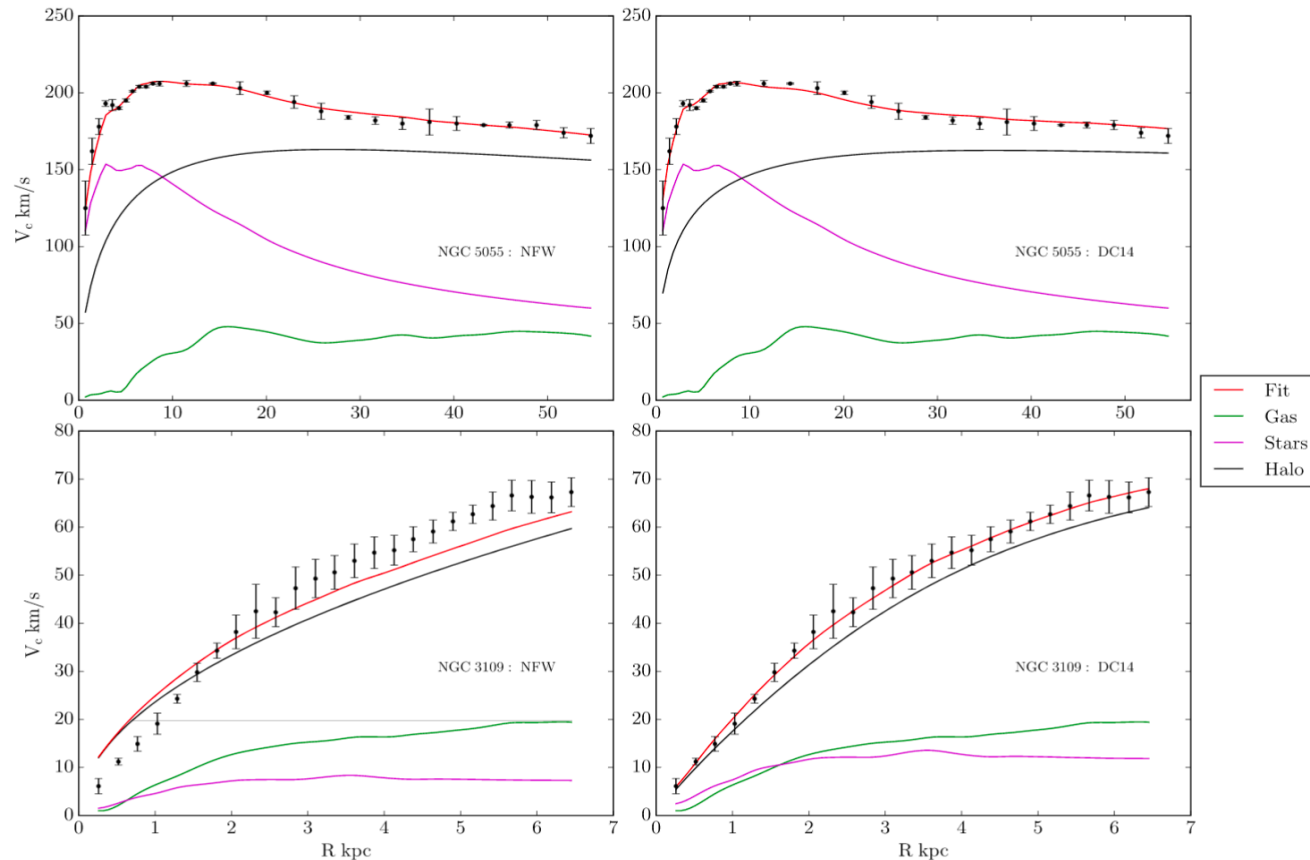 250
200
150
100
50
0
V_c km/s
NGC 5055 : NFW
0 10 20 30 40 50
250
200
150
100
50
0
NGC 5055 : DC14
0 10 20 30 40 50
Fit
Gas
Stars
Halo
80
70
60
50
40
30
20
10
0
V_c km/s
NGC 3109 : NFW
0 1 2 3 4 5 6 7
R kpc
80
70
60
50
40
30
20
10
0
NGC 3109 : DC14
0 1 2 3 4 5 6 7
R kpc